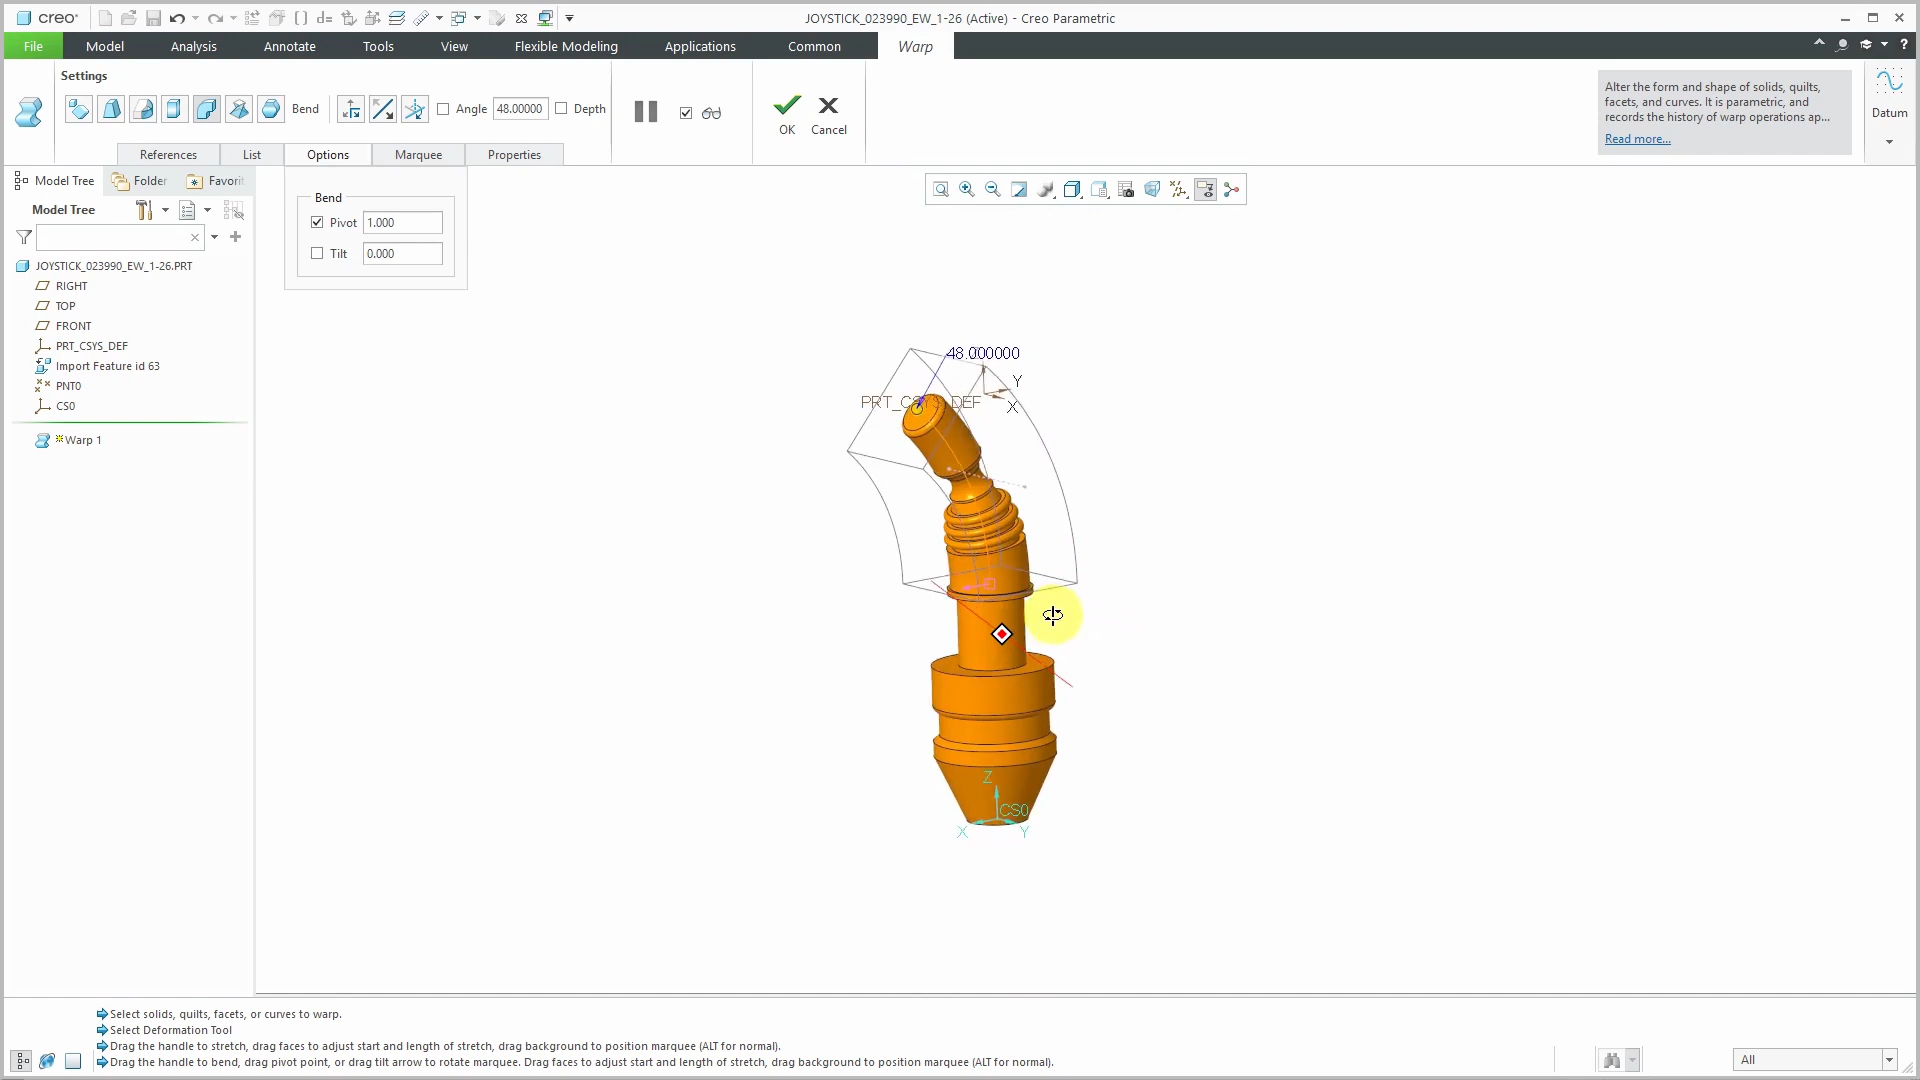 creo
JOYSTICK_023990_EW_1-26 (Active) - Creo Parametric
File
Model
Analysis
Annotate
Tools
View
Flexible Modeling
Applications
Common
Warp
Settings
Bend
Angle
48.00000
Depth
OK
Cancel
Alter the form and shape of solids, quilts,
facets, and curves. It is parametric, and
records the history of warp operations ap...
Read more...
Datum
References
List
Options
Marquee
Properties
Model Tree
Folder
Favorit
Model Tree
JOYSTICK_023990_EW_1-26.PRT
RIGHT
TOP
FRONT
PRT_CSYS_DEF
Import Feature id 63
PNT0
CS0
Warp 1
Bend
Pivot
1.000
Tilt
0.000
48.000000
Y
PRT_CSYS_DEF
X
Z
CS0
X
Y
Select solids, quilts, facets, or curves to warp.
Select Deformation Tool
Drag the handle to stretch, drag faces to adjust start and length of stretch, drag background to position marquee (ALT for normal).
Drag the handle to bend, drag pivot point, or drag tilt arrow to rotate marquee. Drag faces to adjust start and length of stretch, drag background to position marquee (ALT for normal).
All